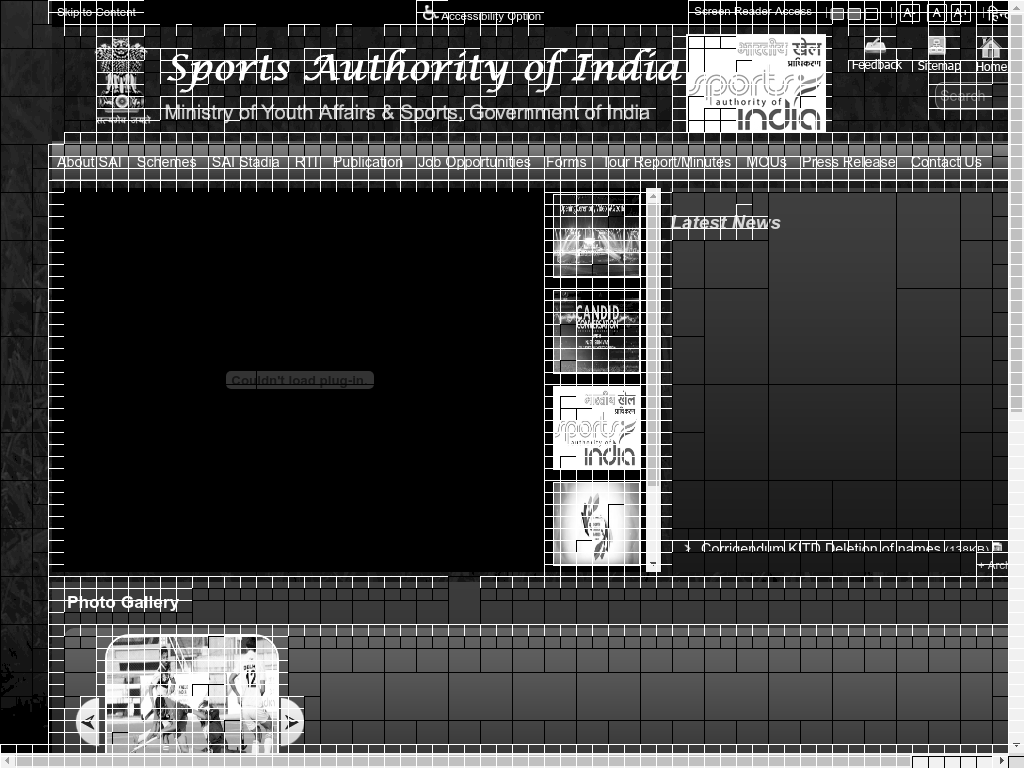 Skip to Content
Accessibility Option
Screen Reader Access
A- A A+
Sports Authority of India
Ministry of Youth Affairs & Sports, Government of India
भारतीय खेल
प्राधिकरण
sports
authority of
india
Feedback Sitemap Home
Search
About SAI Schemes SAI Stadia RTI Publication Job Opportunities Forms Tour Report/Minutes MOUs Press Release Contact Us
Couldn't load plug-in.
CANDID
CONVERSATION
भारतीय खेल
प्राधिकरण
sports
authority of
india
Latest News
Corrigendum KITD Deletion of names (138KB)
Photo Gallery
12